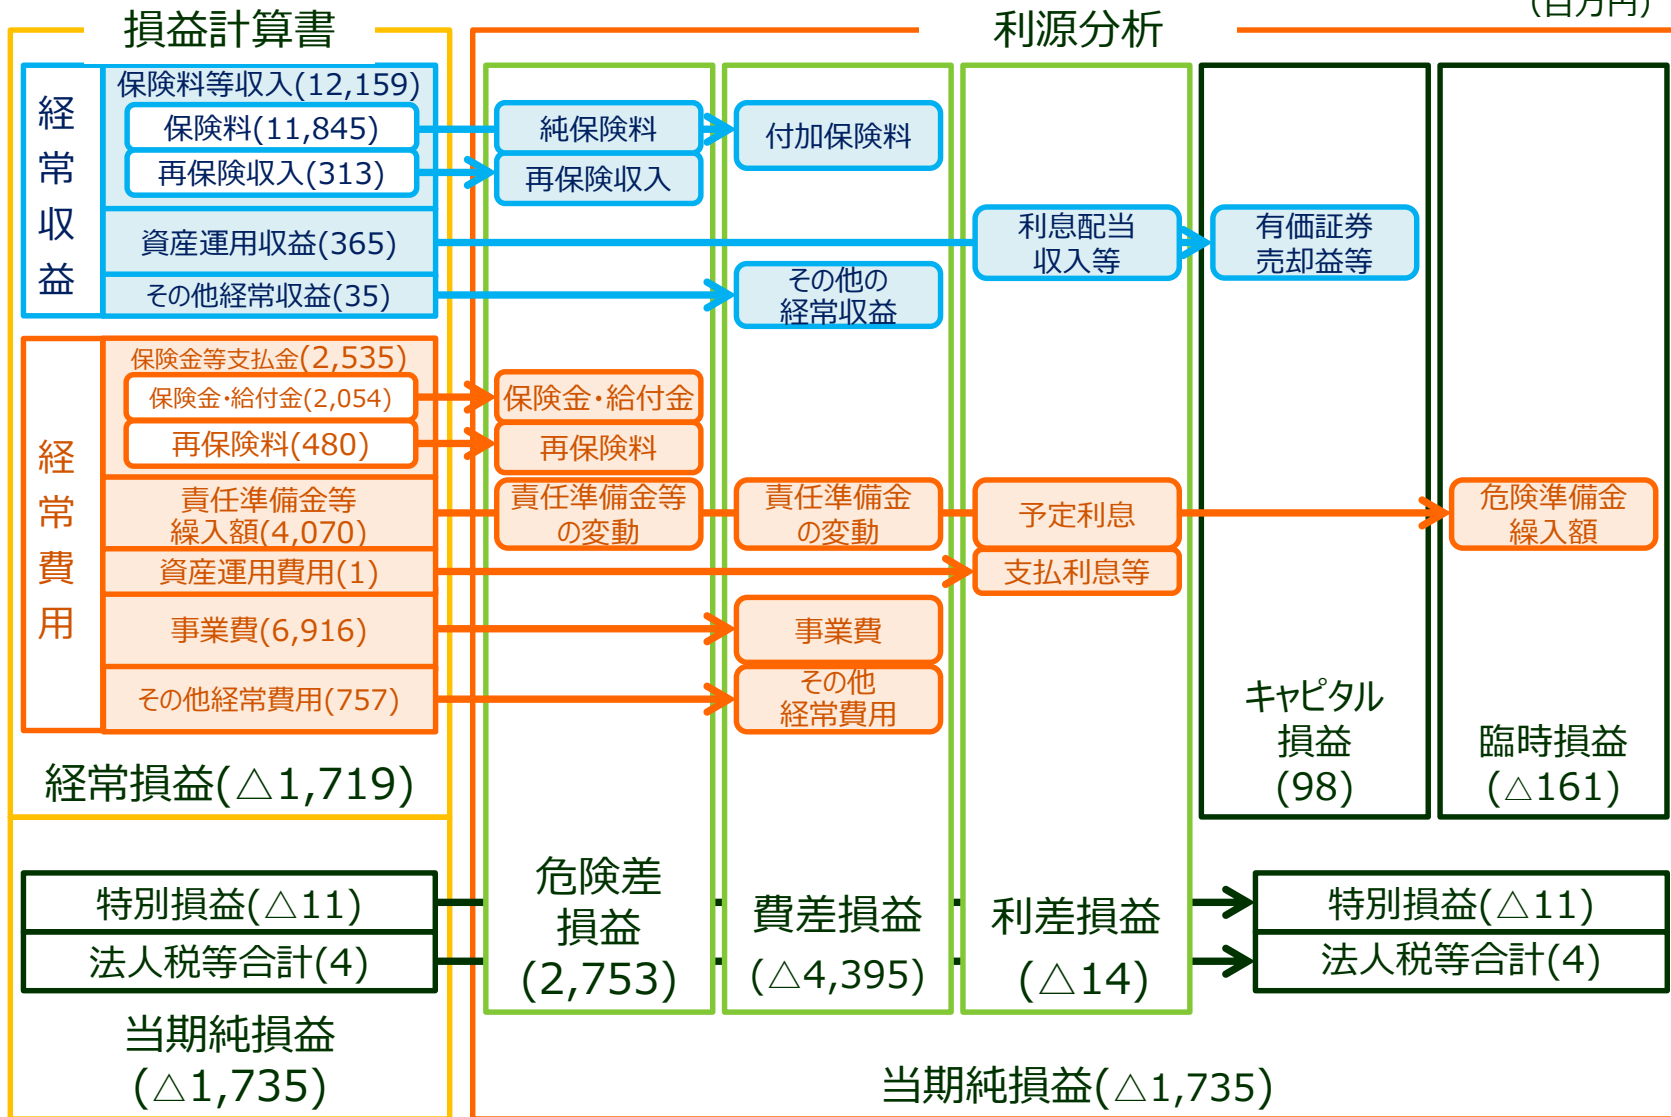 (百万円)
損益計算書
利源分析
経常収益
保険料等収入(12,159)
保険料(11,845)
再保険収入(313)
資産運用収益(365)
その他経常収益(35)
純保険料
再保険収入
付加保険料
その他の
経常収益
利息配当
収入等
有価証券
売却益等
経常費用
保険金等支払金(2,535)
保険金・給付金(2,054)
再保険料(480)
責任準備金等
繰入額(4,070)
資産運用費用(1)
事業費(6,916)
その他経常費用(757)
保険金・給付金
再保険料
責任準備金等
の変動
責任準備金
の変動
予定利息
支払利息等
事業費
その他
経常費用
危険準備金
繰入額
経常損益(△1,719)
キャピタル
損益
(98)
臨時損益
(△161)
特別損益(△11)
法人税等合計(4)
危険差
損益
(2,753)
費差損益
(△4,395)
利差損益
(△14)
特別損益(△11)
法人税等合計(4)
当期純損益
(△1,735)
当期純損益(△1,735)